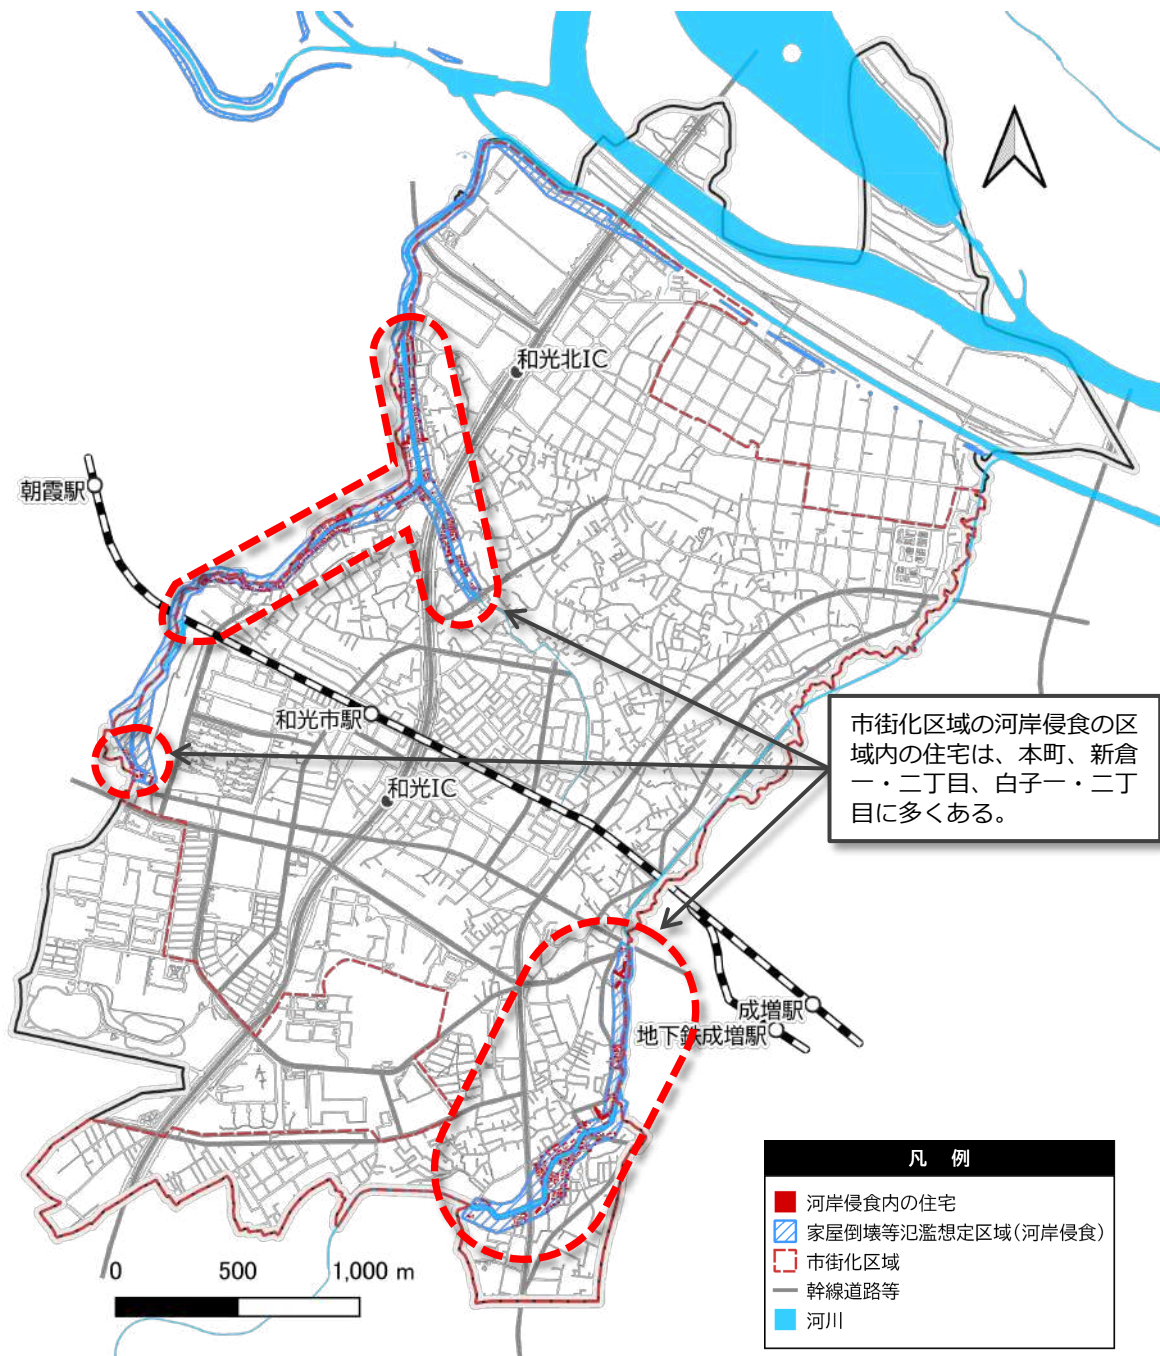 和光北IC
朝霞駅
和光市駅
和光IC
市街化区域の河岸侵食の区
域内の住宅は、本町、新倉
一・二丁目、白子一・二丁
目に多くある。
成増駅
地下鉄成増駅
凡 例
河岸侵食内の住宅
家屋倒壊等氾濫想定区域(河岸侵食)
市街化区域
幹線道路等
河川
0 500 1,000 m